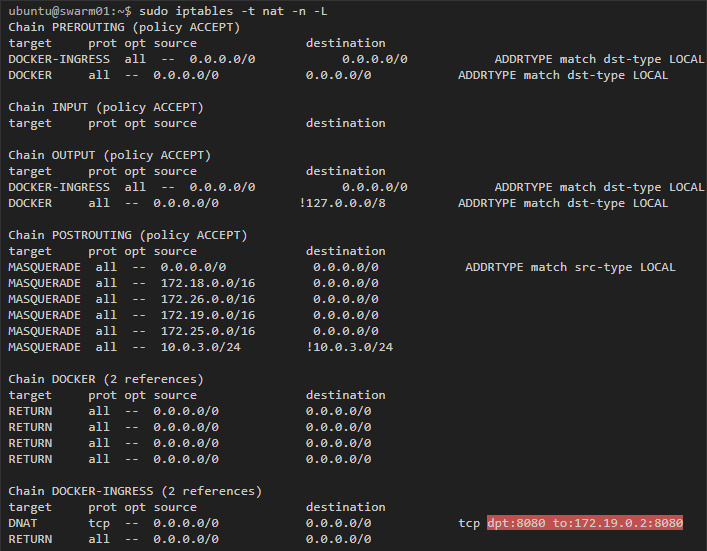 ubuntu@swarm01:~$ sudo iptables -t nat -n -L
Chain PREROUTING (policy ACCEPT)
target     prot opt source               destination
DOCKER-INGRESS  all  --  0.0.0.0/0            0.0.0.0/0            ADDRTYPE match dst-type LOCAL
DOCKER     all  --  0.0.0.0/0            0.0.0.0/0            ADDRTYPE match dst-type LOCAL

Chain INPUT (policy ACCEPT)
target     prot opt source               destination

Chain OUTPUT (policy ACCEPT)
target     prot opt source               destination
DOCKER-INGRESS  all  --  0.0.0.0/0            0.0.0.0/0            ADDRTYPE match dst-type LOCAL
DOCKER     all  --  0.0.0.0/0           !127.0.0.0/8          ADDRTYPE match dst-type LOCAL

Chain POSTROUTING (policy ACCEPT)
target     prot opt source               destination
MASQUERADE  all  --  0.0.0.0/0            0.0.0.0/0            ADDRTYPE match src-type LOCAL
MASQUERADE  all  --  172.18.0.0/16        0.0.0.0/0
MASQUERADE  all  --  172.26.0.0/16        0.0.0.0/0
MASQUERADE  all  --  172.19.0.0/16        0.0.0.0/0
MASQUERADE  all  --  172.25.0.0/16        0.0.0.0/0
MASQUERADE  all  --  10.0.3.0/24         !10.0.3.0/24

Chain DOCKER (2 references)
target     prot opt source               destination
RETURN     all  --  0.0.0.0/0            0.0.0.0/0
RETURN     all  --  0.0.0.0/0            0.0.0.0/0
RETURN     all  --  0.0.0.0/0            0.0.0.0/0
RETURN     all  --  0.0.0.0/0            0.0.0.0/0

Chain DOCKER-INGRESS (2 references)
target     prot opt source               destination
DNAT       tcp  --  0.0.0.0/0            0.0.0.0/0            tcp dpt:8080 to:172.19.0.2:8080
RETURN     all  --  0.0.0.0/0            0.0.0.0/0